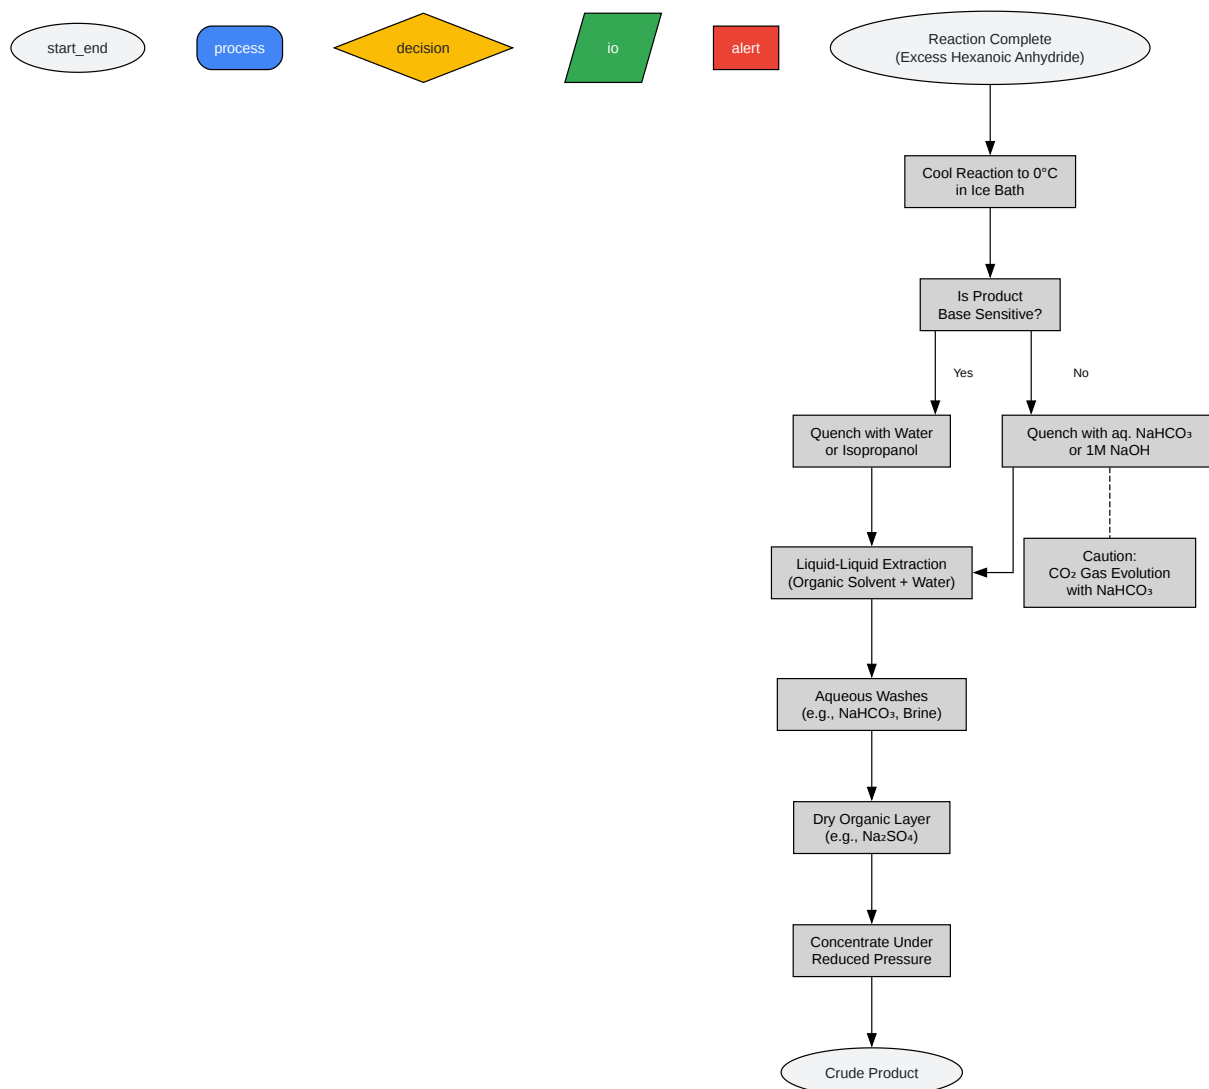 start_end
process
decision
io
alert
Reaction Complete
(Excess Hexanoic Anhydride)
Cool Reaction to 0°C
in Ice Bath
Is Product
Base Sensitive?
Yes
No
Quench with Water
or Isopropanol
Quench with aq. NaHCO₃
or 1M NaOH
Liquid-Liquid Extraction
(Organic Solvent + Water)
Caution:
CO₂ Gas Evolution
with NaHCO₃
Aqueous Washes
(e.g., NaHCO₃, Brine)
Dry Organic Layer
(e.g., Na₂SO₄)
Concentrate Under
Reduced Pressure
Crude Product